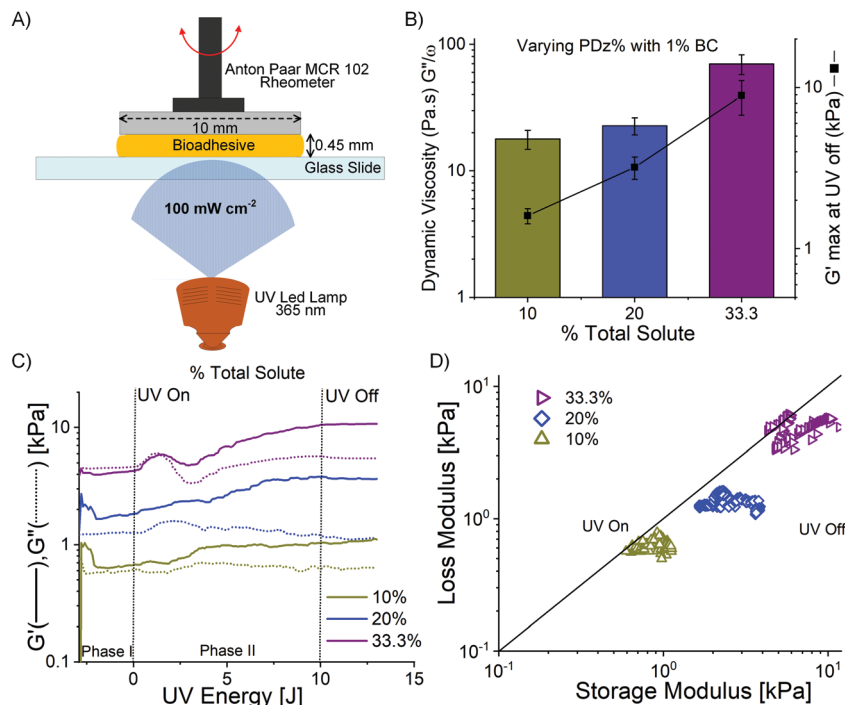 A)
Anton Paar MCR 102
Rheometer
10 mm
Bioadhesive
0.45 mm
Glass Slide
100 mW cm⁻²
UV Led Lamp
365 nm
B)
Varying PDz% with 1% BC
100
10
1
Dynamic Viscosity (Pa.s) G''/ω
10
1
G' max at UV off (kPa) —■—
10
20
33.3
% Total Solute
C)
% Total Solute
UV On
UV Off
10
1
0.1
G'(——),G''(........) [kPa]
10%
20%
33.3%
Phase I
Phase II
0
5
10
15
UV Energy [J]
D)
33.3%
20%
10%
10¹
10⁰
10⁻¹
Loss Modulus [kPa]
UV On
UV Off
10⁻¹
10⁰
10¹
Storage Modulus [kPa]